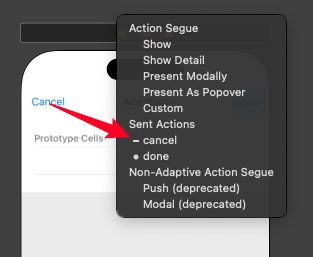 Action Segue
Show
Show Detail
Present Modally
Present As Popover
Custom
Sent Actions
cancel
done
Non-Adaptive Action Segue
Push (deprecated)
Modal (deprecated)
Cancel
Prototype Cells